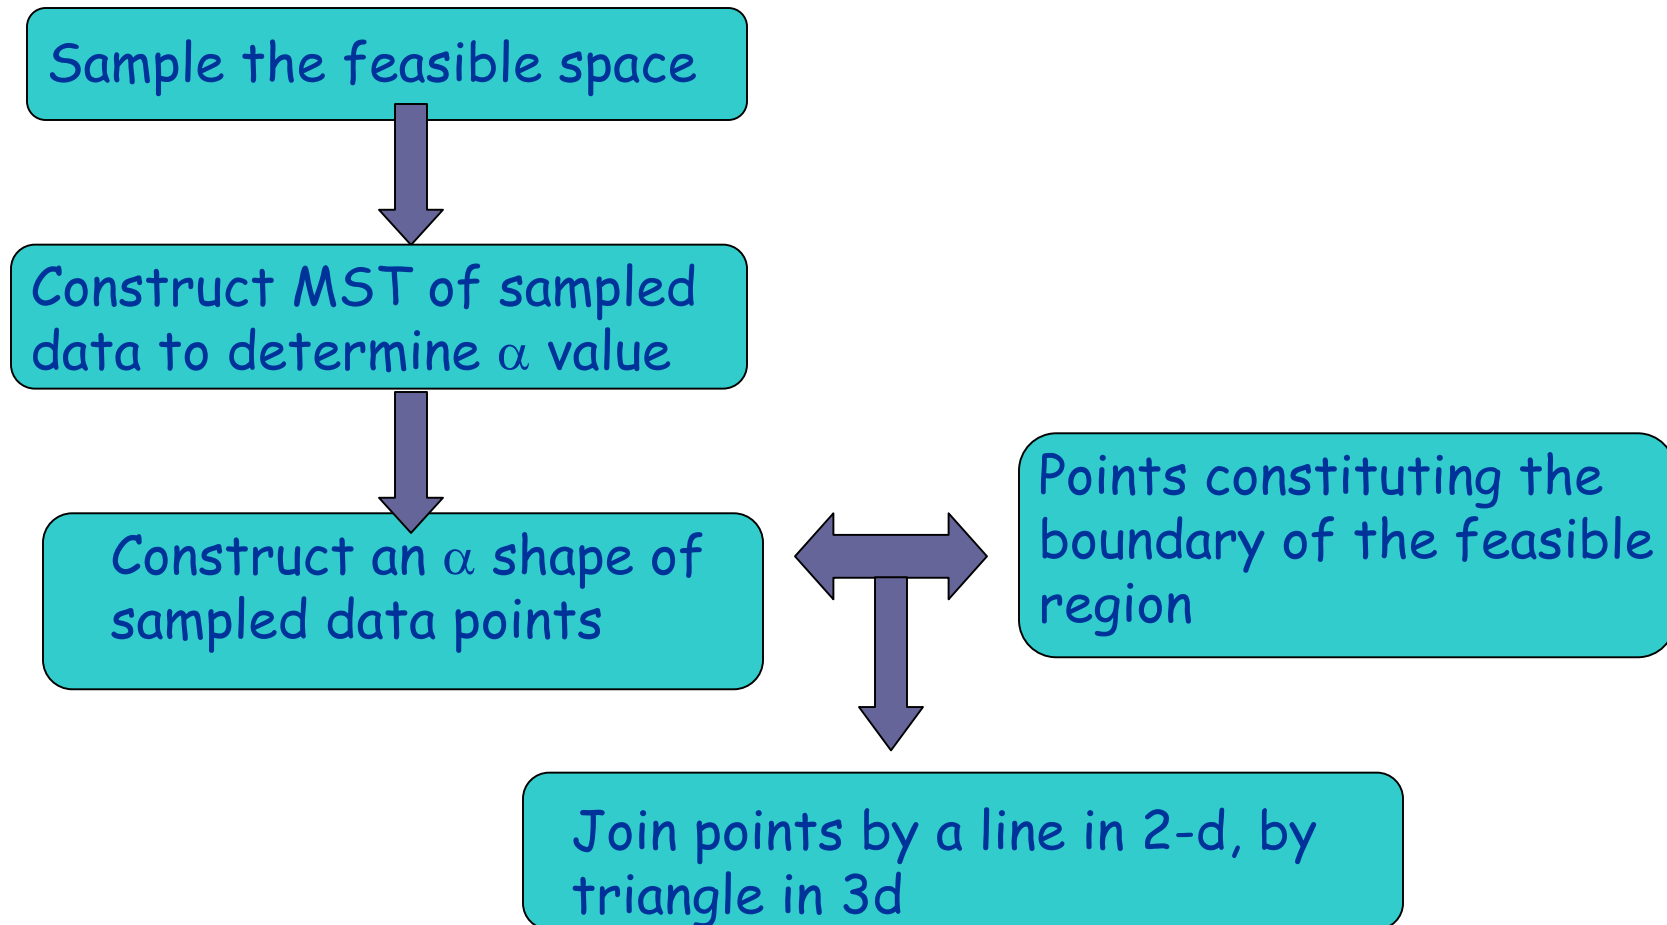 Sample the feasible space
Construct MST of sampled
data to determine α value
Construct an α shape of
sampled data points
Points constituting the
boundary of the feasible
region
Join points by a line in 2-d, by
triangle in 3d